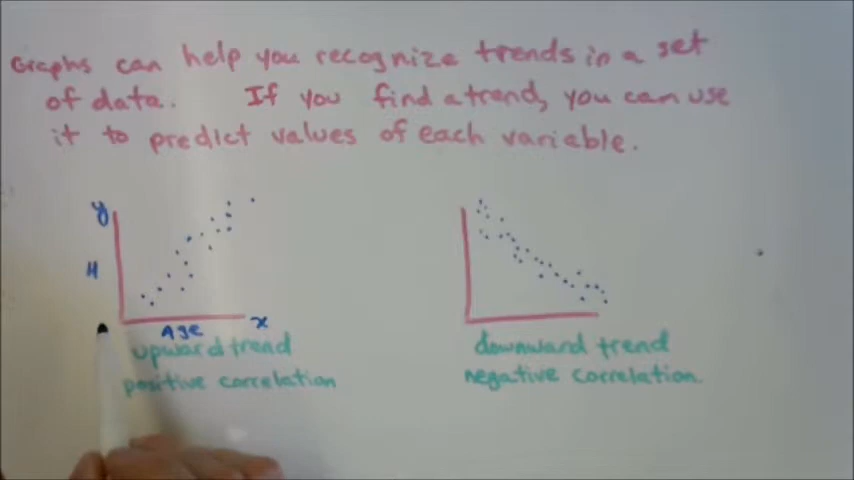 Graphs can help you recognize trends in a set
of data. If you find a trend, you can use
it to predict values of each variable.
y
H
Age x
upward trend
positive correlation
downward trend
negative correlation.